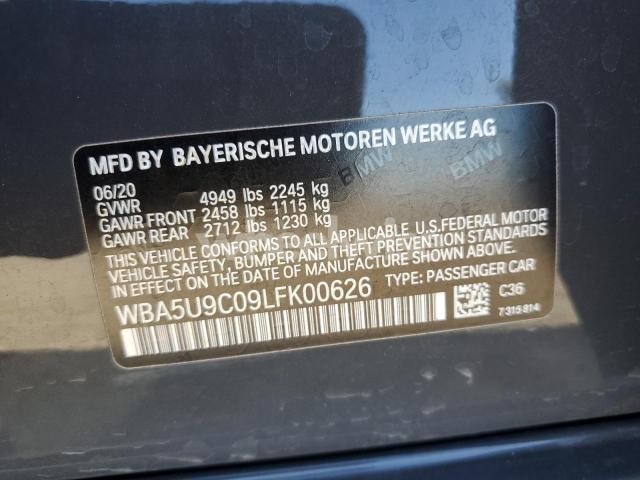 MFD BY BAYERISCHE MOTOREN WERKE AG
06/20
GVWR 4949 lbs 2245 kg
GAWR FRONT 2458 lbs 1115 kg
GAWR REAR 2712 lbs 1230 kg
THIS VEHICLE CONFORMS TO ALL APPLICABLE U.S.FEDERAL MOTOR
VEHICLE SAFETY, BUMPER AND THEFT PREVENTION STANDARDS
IN EFFECT ON THE DATE OF MANUFACTURE SHOWN ABOVE.
WBA5U9C09LFK00626 TYPE: PASSENGER CAR
C36
7315814
BMW
BMW